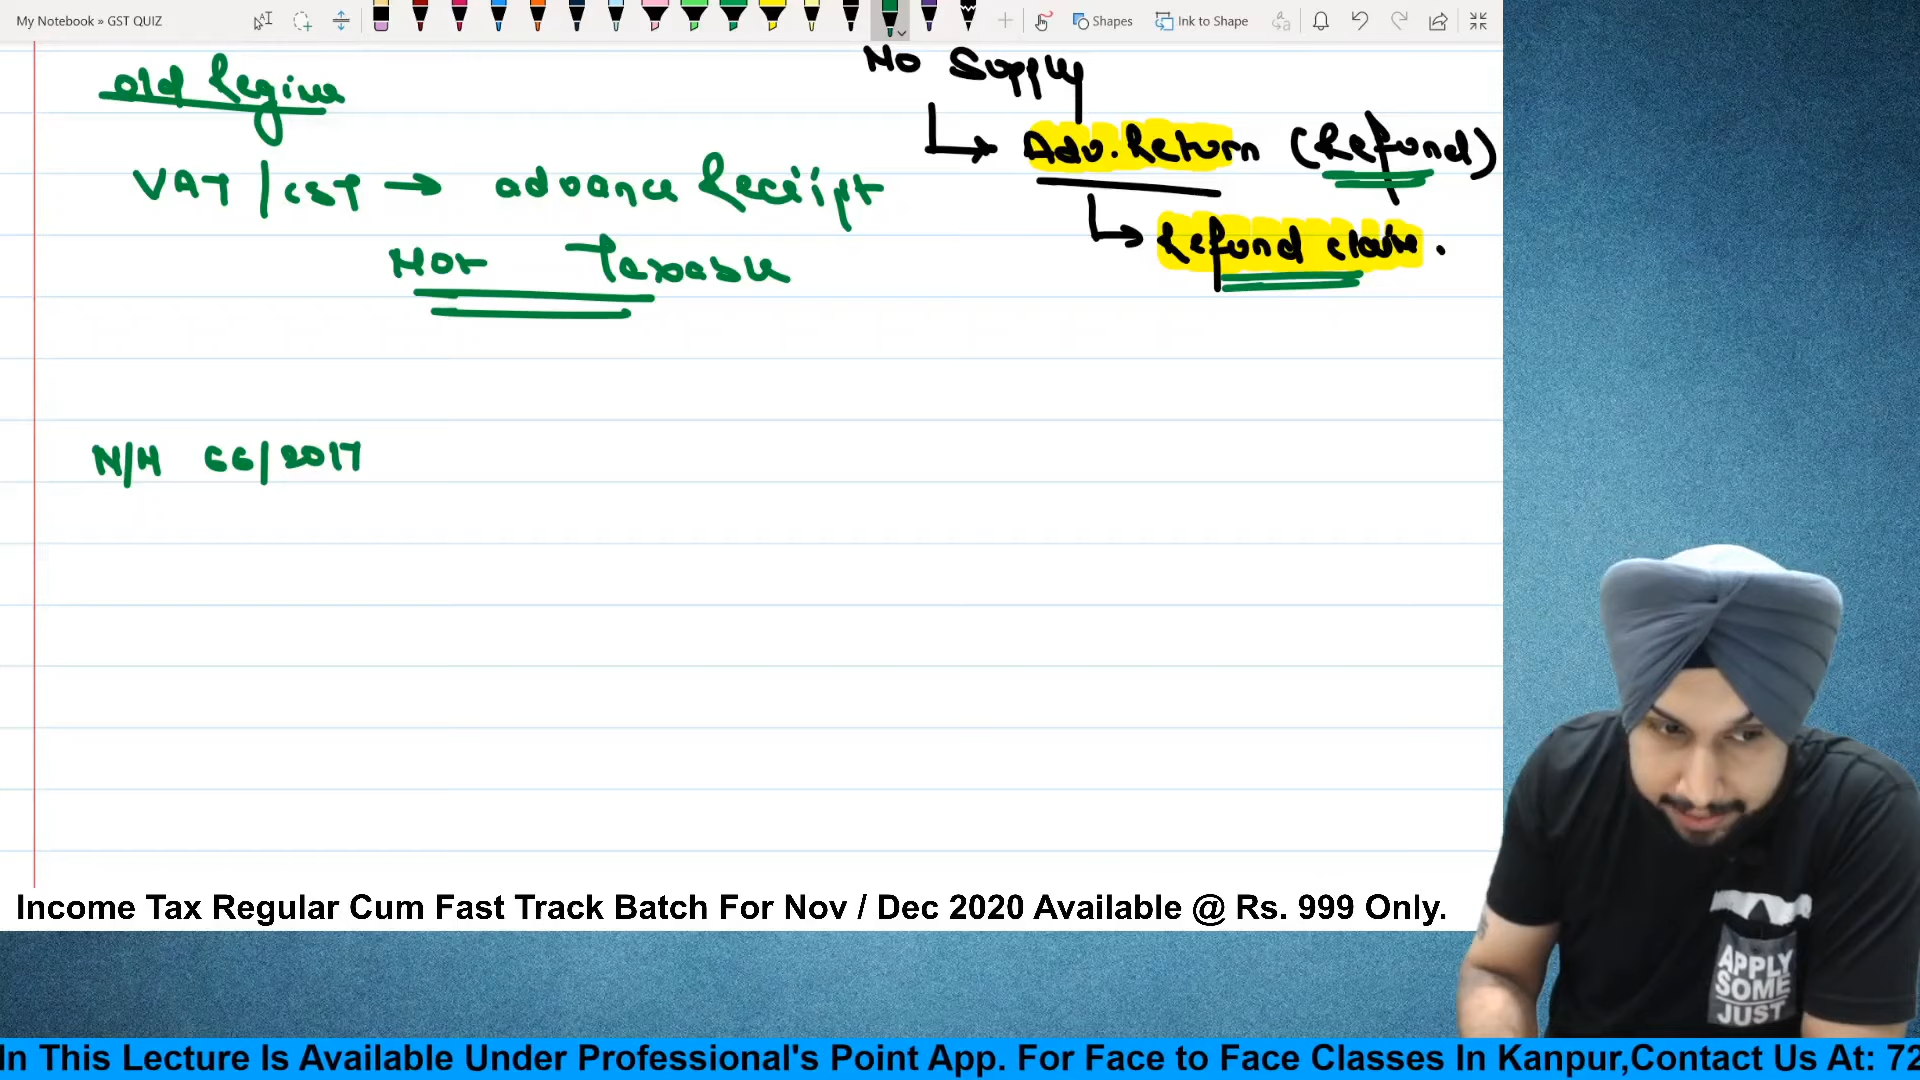 My Notebook » GST QUIZ
Shapes
Ink to Shape
Old Regime
VAT/CST → advance Receipt
Not Taxable
No Supply
Adv. Return (Refund)
Refund claim.
N/N 66/2017
Income Tax Regular Cum Fast Track Batch For Nov / Dec 2020 Available @ Rs. 999 Only.
APPLY
SOME
JUST
In This Lecture Is Available Under Professional's Point App. For Face to Face Classes In Kanpur,Contact Us At: 72